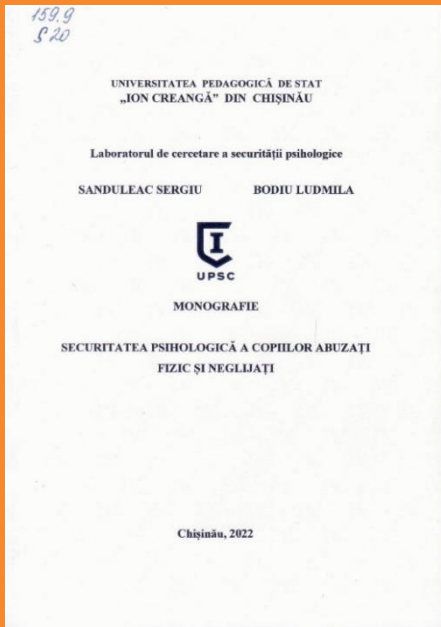 159.9
S 20
UNIVERSITATEA PEDAGOGICĂ DE STAT
„ION CREANGĂ” DIN CHIȘINĂU
Laboratorul de cercetare a securității psihologice
SANDULEAC SERGIU BODIU LUDMILA
I
UPSC
MONOGRAFIE
SECURITATEA PSIHOLOGICĂ A COPIILOR ABUZAȚI
FIZIC ȘI NEGLIJAȚI
Chișinău, 2022